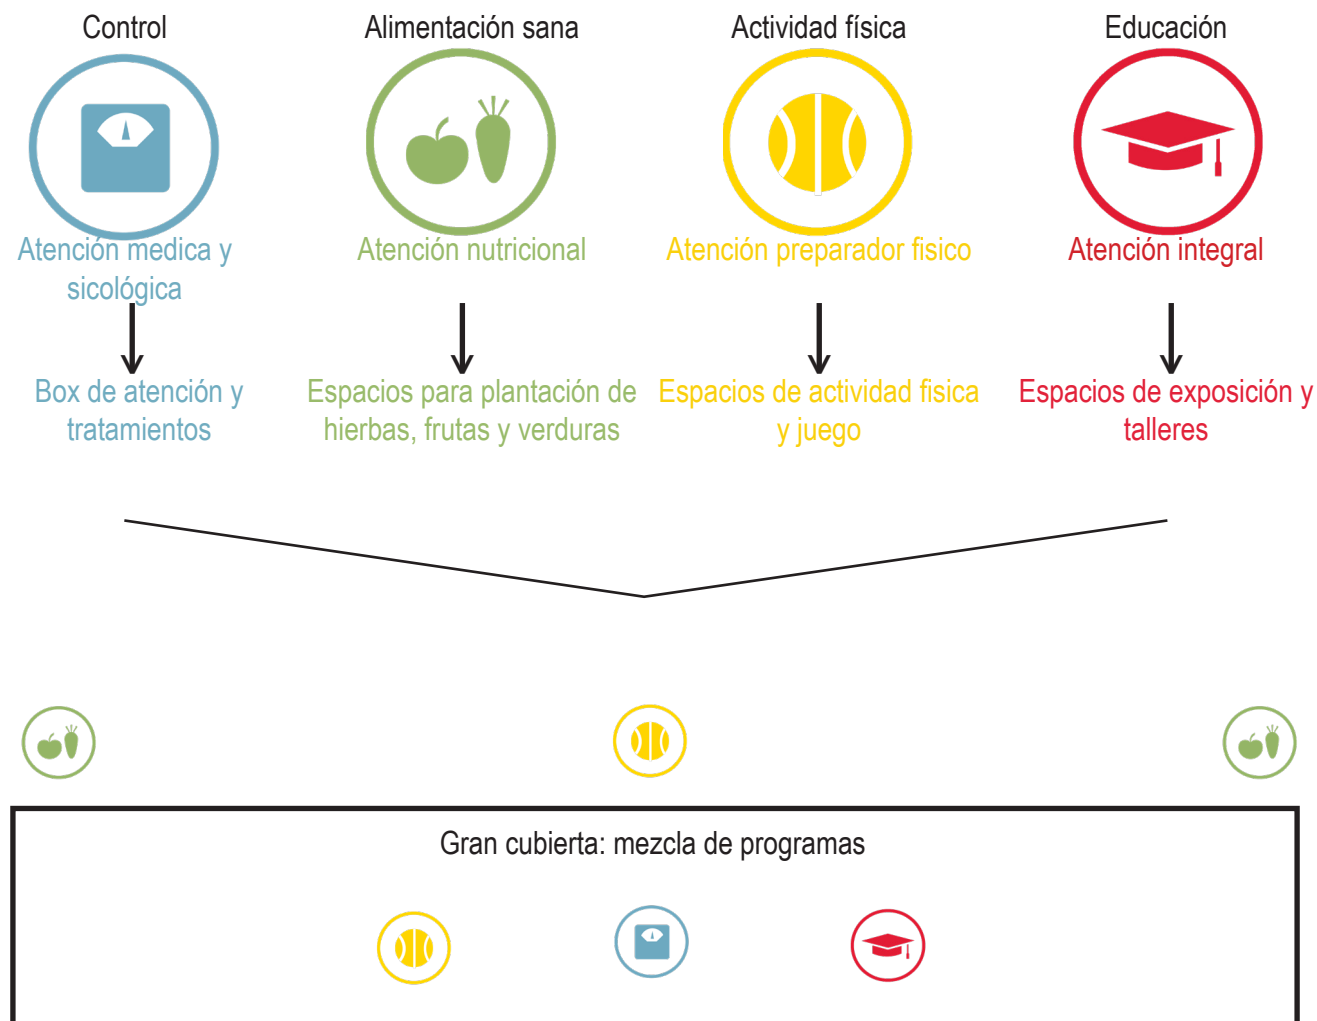 Control
Alimentación sana
Actividad física
Educación
Atención medica y
sicológica
Atención nutricional
Atención preparador fisico
Atención integral
Box de atención y
tratamientos
Espacios para plantación de
hierbas, frutas y verduras
Espacios de actividad fisica
y juego
Espacios de exposición y
talleres
Gran cubierta: mezcla de programas